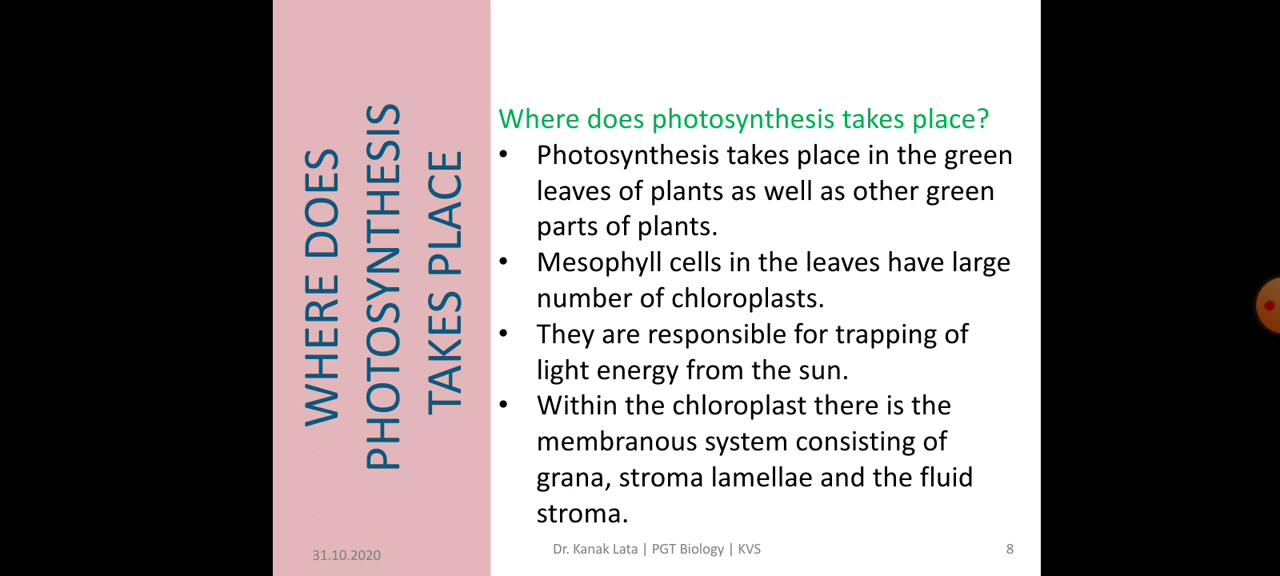 WHERE DOES
PHOTOSYNTHESIS
TAKES PLACE
Where does photosynthesis takes place?
• Photosynthesis takes place in the green
leaves of plants as well as other green
parts of plants.
• Mesophyll cells in the leaves have large
number of chloroplasts.
• They are responsible for trapping of
light energy from the sun.
• Within the chloroplast there is the
membranous system consisting of
grana, stroma lamellae and the fluid
stroma.
31.10.2020
Dr. Kanak Lata | PGT Biology | KVS
8